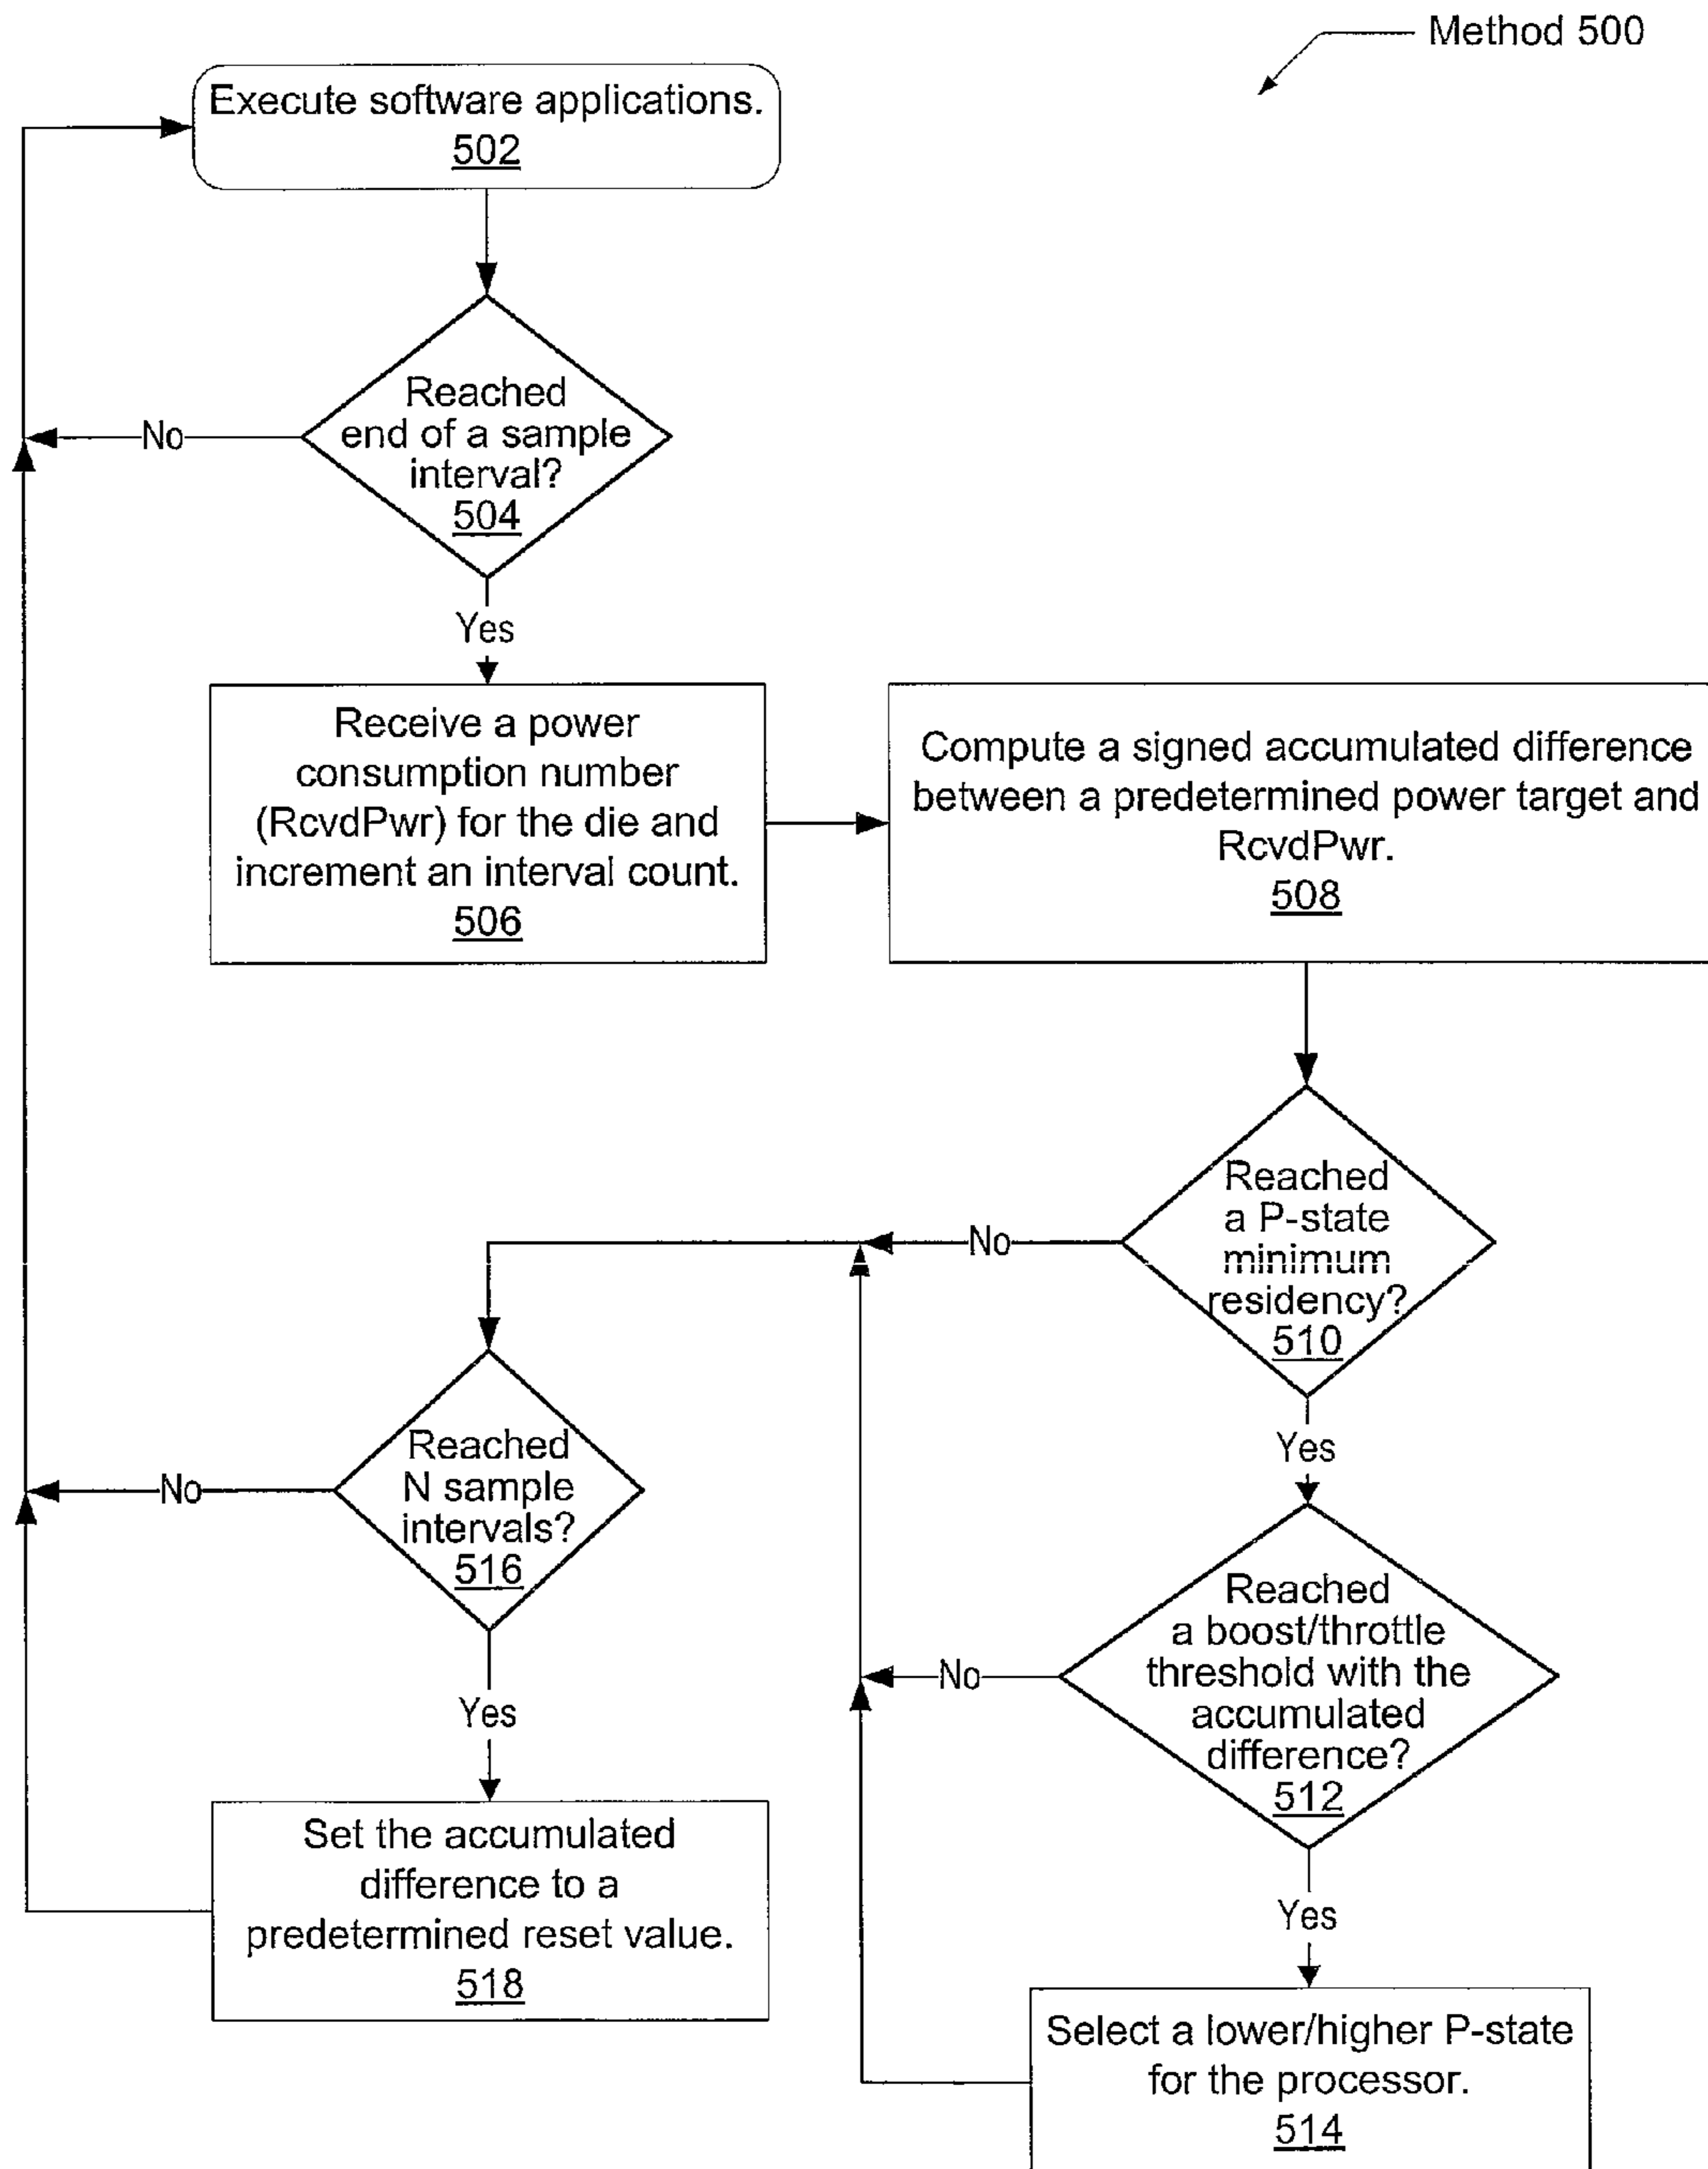 Method 500
Execute software applications.
502
Reached
end of a sample
interval?
504
No
Yes
Receive a power
consumption number
(RcvdPwr) for the die and
increment an interval count.
506
Compute a signed accumulated difference
between a predetermined power target and
RcvdPwr.
508
Reached
a P-state
minimum
residency?
510
No
Yes
Reached
a boost/throttle
threshold with the
accumulated
difference?
512
No
Yes
Select a lower/higher P-state
for the processor.
514
Reached
N sample
intervals?
516
No
Yes
Set the accumulated
difference to a
predetermined reset value.
518